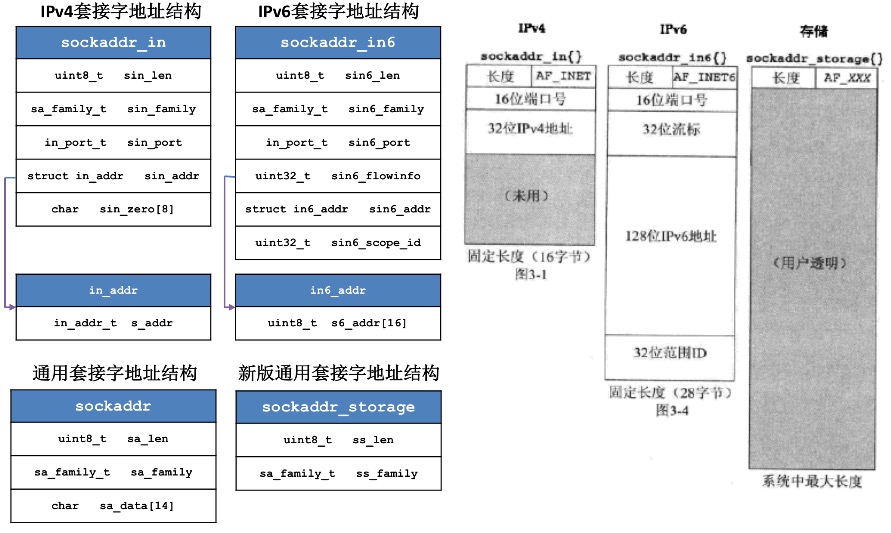 IPv4套接字地址结构
sockaddr_in
uint8_t sin_len
sa_family_t sin_family
in_port_t sin_port
struct in_addr sin_addr
char sin_zero[8]
in_addr
in_addr_t s_addr
IPv6套接字地址结构
sockaddr_in6
uint8_t sin6_len
sa_family_t sin6_family
in_port_t sin6_port
uint32_t sin6_flowinfo
struct in6_addr sin6_addr
uint32_t sin6_scope_id
in6_addr
uint8_t s6_addr[16]
通用套接字地址结构
sockaddr
uint8_t sa_len
sa_family_t sa_family
char sa_data[14]
新版通用套接字地址结构
sockaddr_storage
uint8_t ss_len
sa_family_t ss_family
IPv4
sockaddr_in{}
长度 AF_INET
16位端口号
32位IPv4地址
(未用)
固定长度(16字节)
图3-1
IPv6
sockaddr_in6{}
长度 AF_INET6
16位端口号
32位流标
128位IPv6地址
32位范围ID
固定长度(28字节)
图3-4
存储
sockaddr_storage{}
长度 AF_XXX
(用户透明)
系统中最大长度